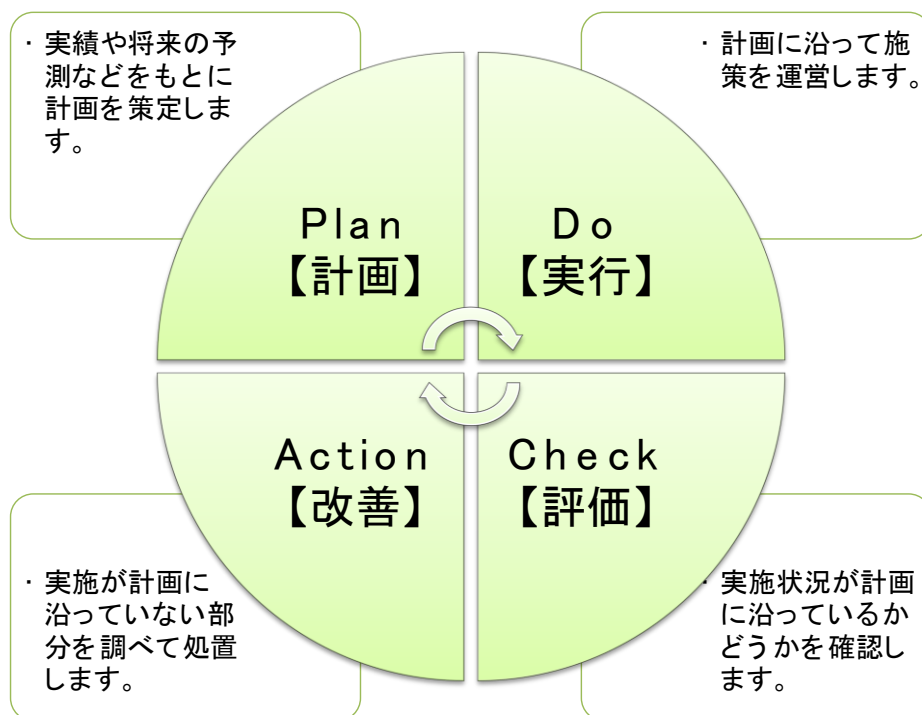 ・実績や将来の予
測などをもとに
計画を策定しま
す。
・計画に沿って施
策を運営します。
Plan
【計画】
Do
【実行】
Action
【改善】
Check
【評価】
・実施が計画に
沿っていない部
分を調べて処置
します。
・実施状況が計画
に沿っているか
どうかを確認し
ます。